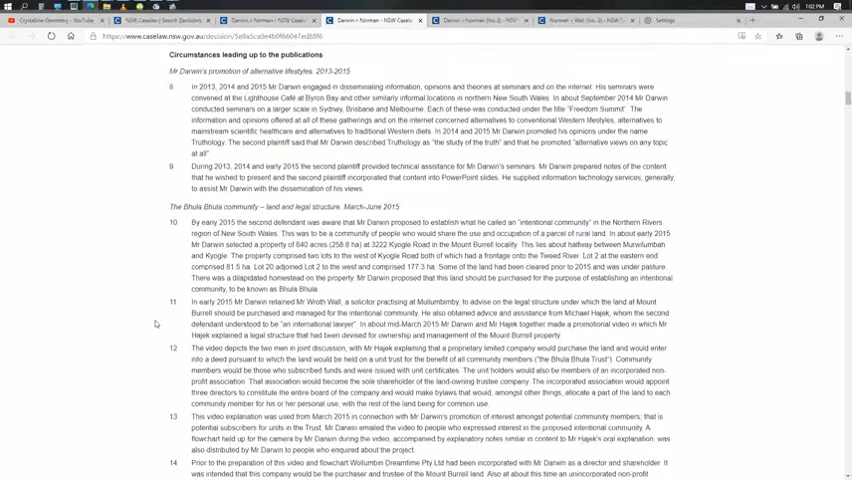 Crystalline Geometry - YouTube
NSW Caselaw | Search Decisions
Darwin v Norman - NSW Caselaw
Darwin v Norman - NSW Caselaw
Darwin v Norman (No. 2) - NSW C
Norman v Wall (No. 2) - NSW Cas
Settings
1:02 PM
https://www.caselaw.nsw.gov.au/decision/
Circumstances leading up to the publications
Mr Darwin's promotion of alternative lifestyles. 2013-2015
8 In 2013, 2014 and 2015 Mr Darwin engaged in disseminating information, opinions and theories at seminars and on the internet. His seminars were
convened at the Lighthouse Café at Byron Bay and other similarly informal locations in northern New South Wales. In about September 2014 Mr Darwin
conducted seminars on a larger scale in Sydney, Brisbane and Melbourne. Each of these was conducted under the title "Freedom Summit". The
information and opinions offered at all of these gatherings and on the internet concerned alternatives to conventional Western lifestyles, alternatives to
mainstream scientific healthcare and alternatives to traditional Western diets. In 2014 and 2015 Mr Darwin promoted his opinions under the name
Truthology. The second plaintiff said that Mr Darwin described Truthology as "the study of the truth" and that he promoted "alternative views on any topic
at all"
9 During 2013, 2014 and early 2015 the second plaintiff provided technical assistance for Mr Darwin's seminars. Mr Darwin prepared notes of the content
that he wished to present and the second plaintiff incorporated that content into PowerPoint slides. He supplied information technology services, generally,
to assist Mr Darwin with the dissemination of his views.
The Bhula Bhula community – land and legal structure. March-June 2015
10 By early 2015 the second defendant was aware that Mr Darwin proposed to establish what he called an "intentional community" in the Northern Rivers
region of New South Wales. This was to be a community of people who would share the use and occupation of a parcel of rural land. In about early 2015
Mr Darwin selected a property of 640 acres (258.8 ha) at 3222 Kyogle Road in the Mount Burrell locality. This lies about halfway between Murwilumbah
and Kyogle. The property comprised two lots to the west of Kyogle Road both of which had a frontage onto the Tweed River. Lot 2 at the eastern end
comprised 81.5 ha. Lot 20 adjoined Lot 2 to the west and comprised 177.3 ha. Some of the land had been cleared prior to 2015 and was under pasture.
There was a dilapidated homestead on the property. Mr Darwin proposed that this land should be purchased for the purpose of establishing an intentional
community, to be known as Bhula Bhula.
11 In early 2015 Mr Darwin retained Mr Wroth Wall, a solicitor practising at Mullumbimby, to advise on the legal structure under which the land at Mount
Burrell should be purchased and managed for the intentional community. He also obtained advice and assistance from Michael Hajek, whom the second
defendant understood to be "an international lawyer". In about mid-March 2015 Mr Darwin and Mr Hajek together made a promotional video in which Mr
Hajek explained a legal structure that had been devised for ownership and management of the Mount Burrell property.
12 The video depicts the two men in joint discussion, with Mr Hajek explaining that a proprietary limited company would purchase the land and would enter
into a deed pursuant to which the land would be held on a unit trust for the benefit of all community members ("the Bhula Bhula Trust"). Community
members would be those who subscribed funds and were issued with unit certificates. The unit holders would also be members of an incorporated non-
profit association. That association would become the sole shareholder of the land-owning trustee company. The incorporated association would appoint
three directors to constitute the entire board of the company and would make bylaws that would, amongst other things, allocate a part of the land to each
community member for his or her personal use, with the rest of the land being for common use.
13 This video explanation was used from March 2015 in connection with Mr Darwin's promotion of interest amongst potential community members: that is
potential subscribers for units in the Trust. Mr Darwin emailed the video to people who expressed interest in the proposed intentional community. A
flowchart held up for the camera by Mr Darwin during the video, accompanied by explanatory notes similar in content to Mr Hajek's oral explanation, was
also distributed by Mr Darwin to people who enquired about the project.
14 Prior to the preparation of this video and flowchart Wollumbin Dreamtime Pty Ltd had been incorporated with Mr Darwin as a director and shareholder. It
was intended that this company would be the purchaser and trustee of the Mount Burrell land. Also at about this time an unincorporated non-profit